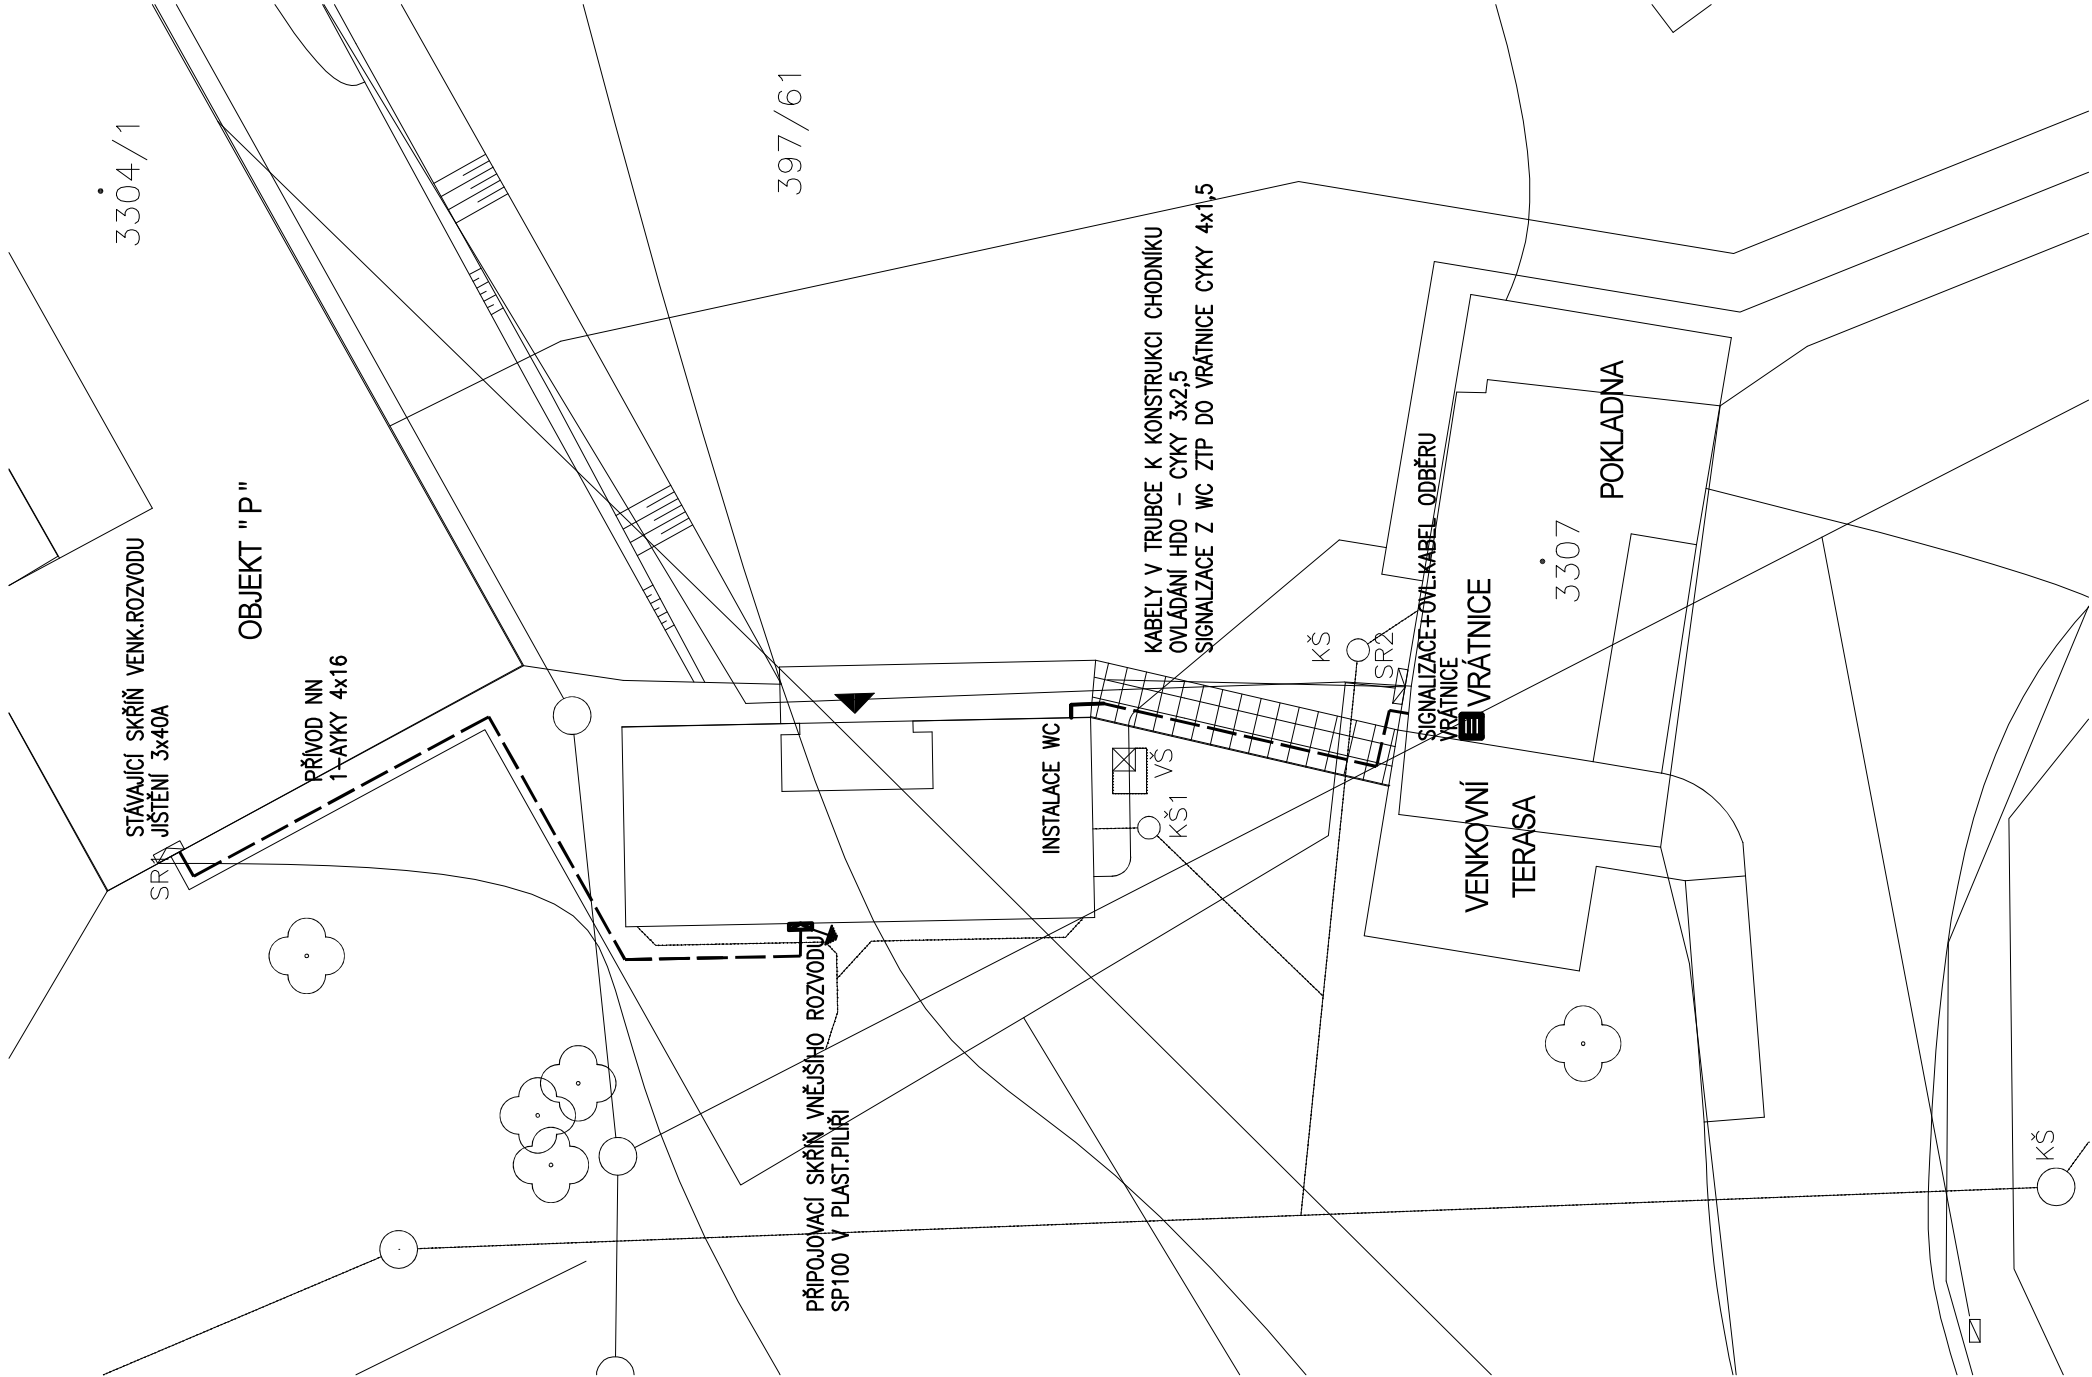 3304/1
397/61
STÁVAJÍCÍ SKŘÍŇ VENK.ROZVODU
JIŠTĚNÍ 3x40A
SR
OBJEKT "P"
PŘÍVOD NN
1-AYKY 4x16
PŘIPOJOVACÍ SKŘÍŇ VNĚJŠÍHO ROZVODU
SP100 V PLAST.PILÍŘI
INSTALACE WC
KABELY V TRUBCE K KONSTRUKCI CHODNÍKU
OVLÁDÁNÍ HDO - CYKY 3x2,5
SIGNALZACE Z WC ZTP DO VRÁTNICE CYKY 4x1,5
VŠ
KŠ1
KŠ
SR2
SIGNALIZACE+OVL.KABEL ODBĚRU
VRÁTNICE
VRÁTNICE
3307
POKLADNA
VENKOVNÍ
TERASA
KŠ